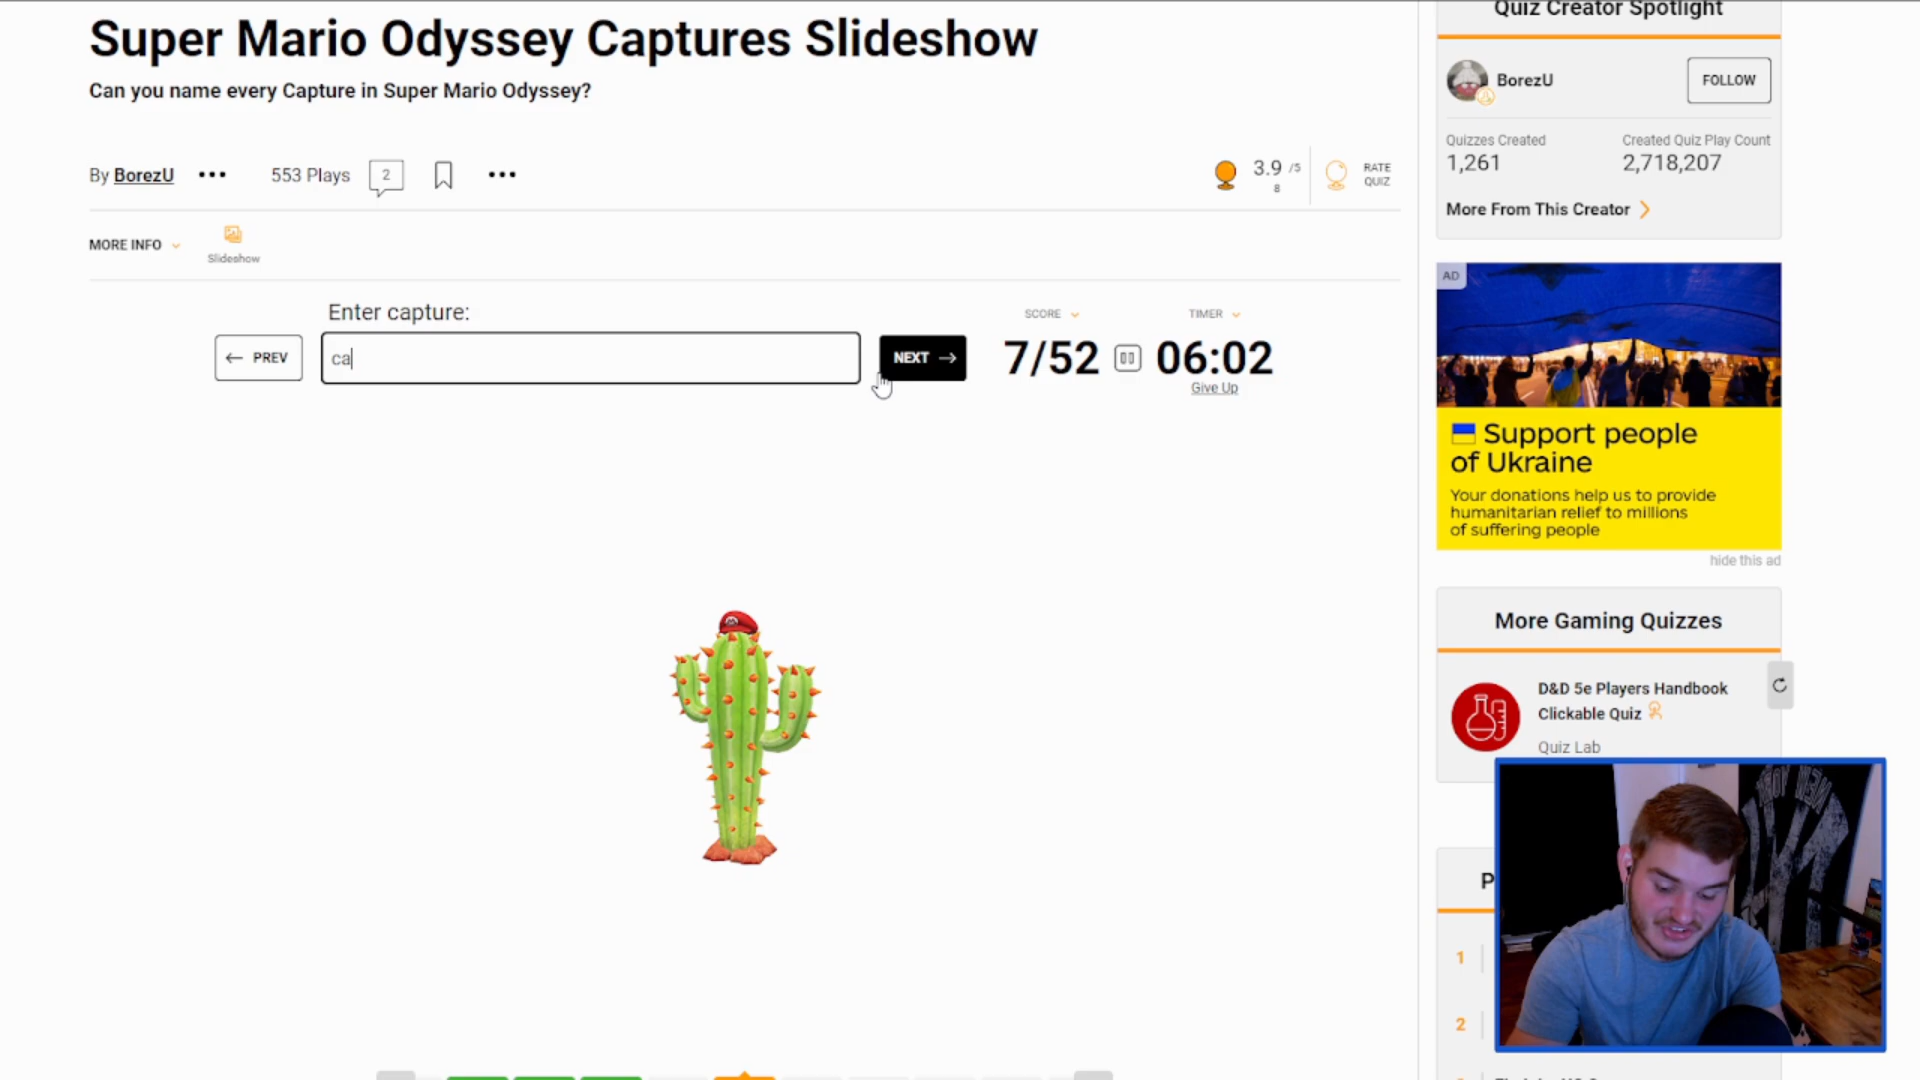 Super Mario Odyssey Captures Slideshow
Can you name every Capture in Super Mario Odyssey?
By BorezU
553 Plays
2
3.9 /5
8
RATE
QUIZ
MORE INFO
Slideshow
Enter capture:
PREV
ca
NEXT
SCORE
7/52
TIMER
06:02
Give Up
Quiz Creator Spotlight
BorezU
FOLLOW
Quizzes Created
1,261
Created Quiz Play Count
2,718,207
More From This Creator
AD
Support people
of Ukraine
Your donations help us to provide
humanitarian relief to millions
of suffering people
hide this ad
More Gaming Quizzes
D&D 5e Players Handbook
Clickable Quiz
Quiz Lab
P
1
2
NEW YORK